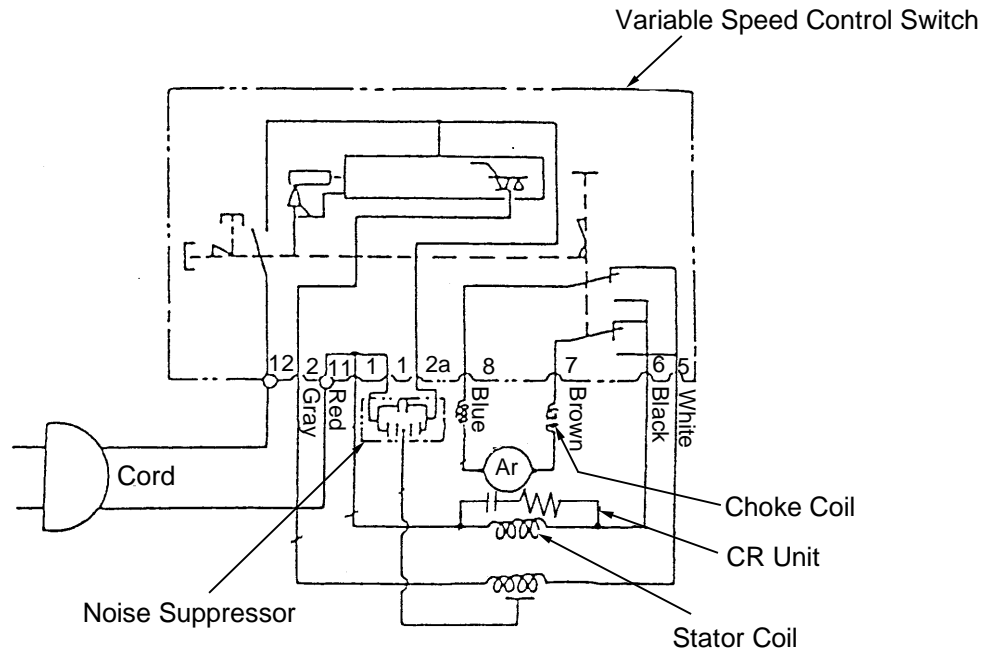 Variable Speed Control Switch
12 2 11 1 1 2a 8 7 6 5
Gray
Red
Blue
Brown
Black
White
Ar
Cord
Choke Coil
CR Unit
Noise Suppressor
Stator Coil